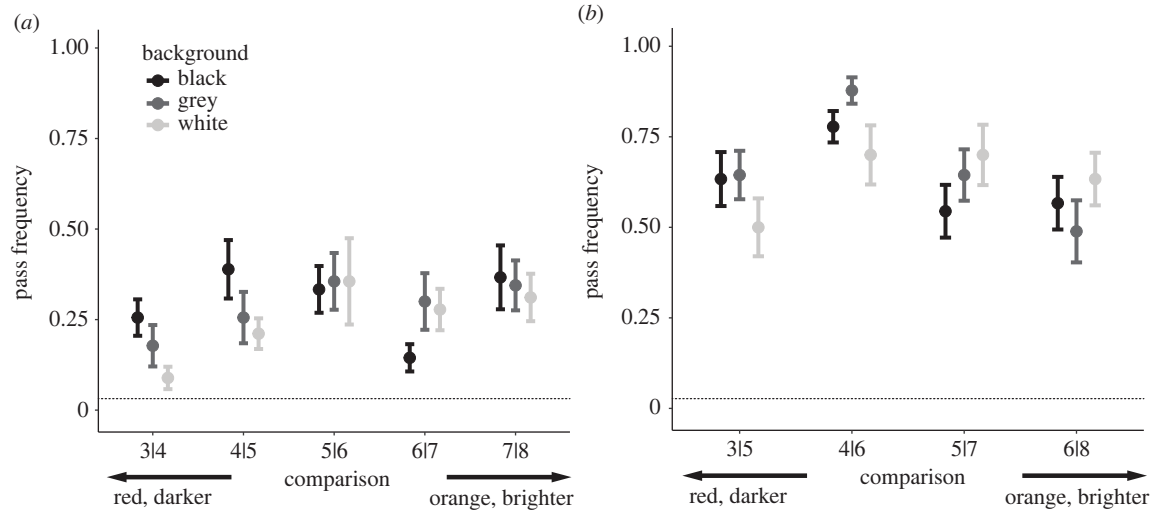 (a)
1.00
0.75
0.50
0.25
0
pass frequency
background
black
grey
white
3|4 4|5 5|6 6|7 7|8
comparison
red, darker
orange, brighter
(b)
1.00
0.75
0.50
0.25
0
pass frequency
3|5 4|6 5|7 6|8
comparison
red, darker
orange, brighter